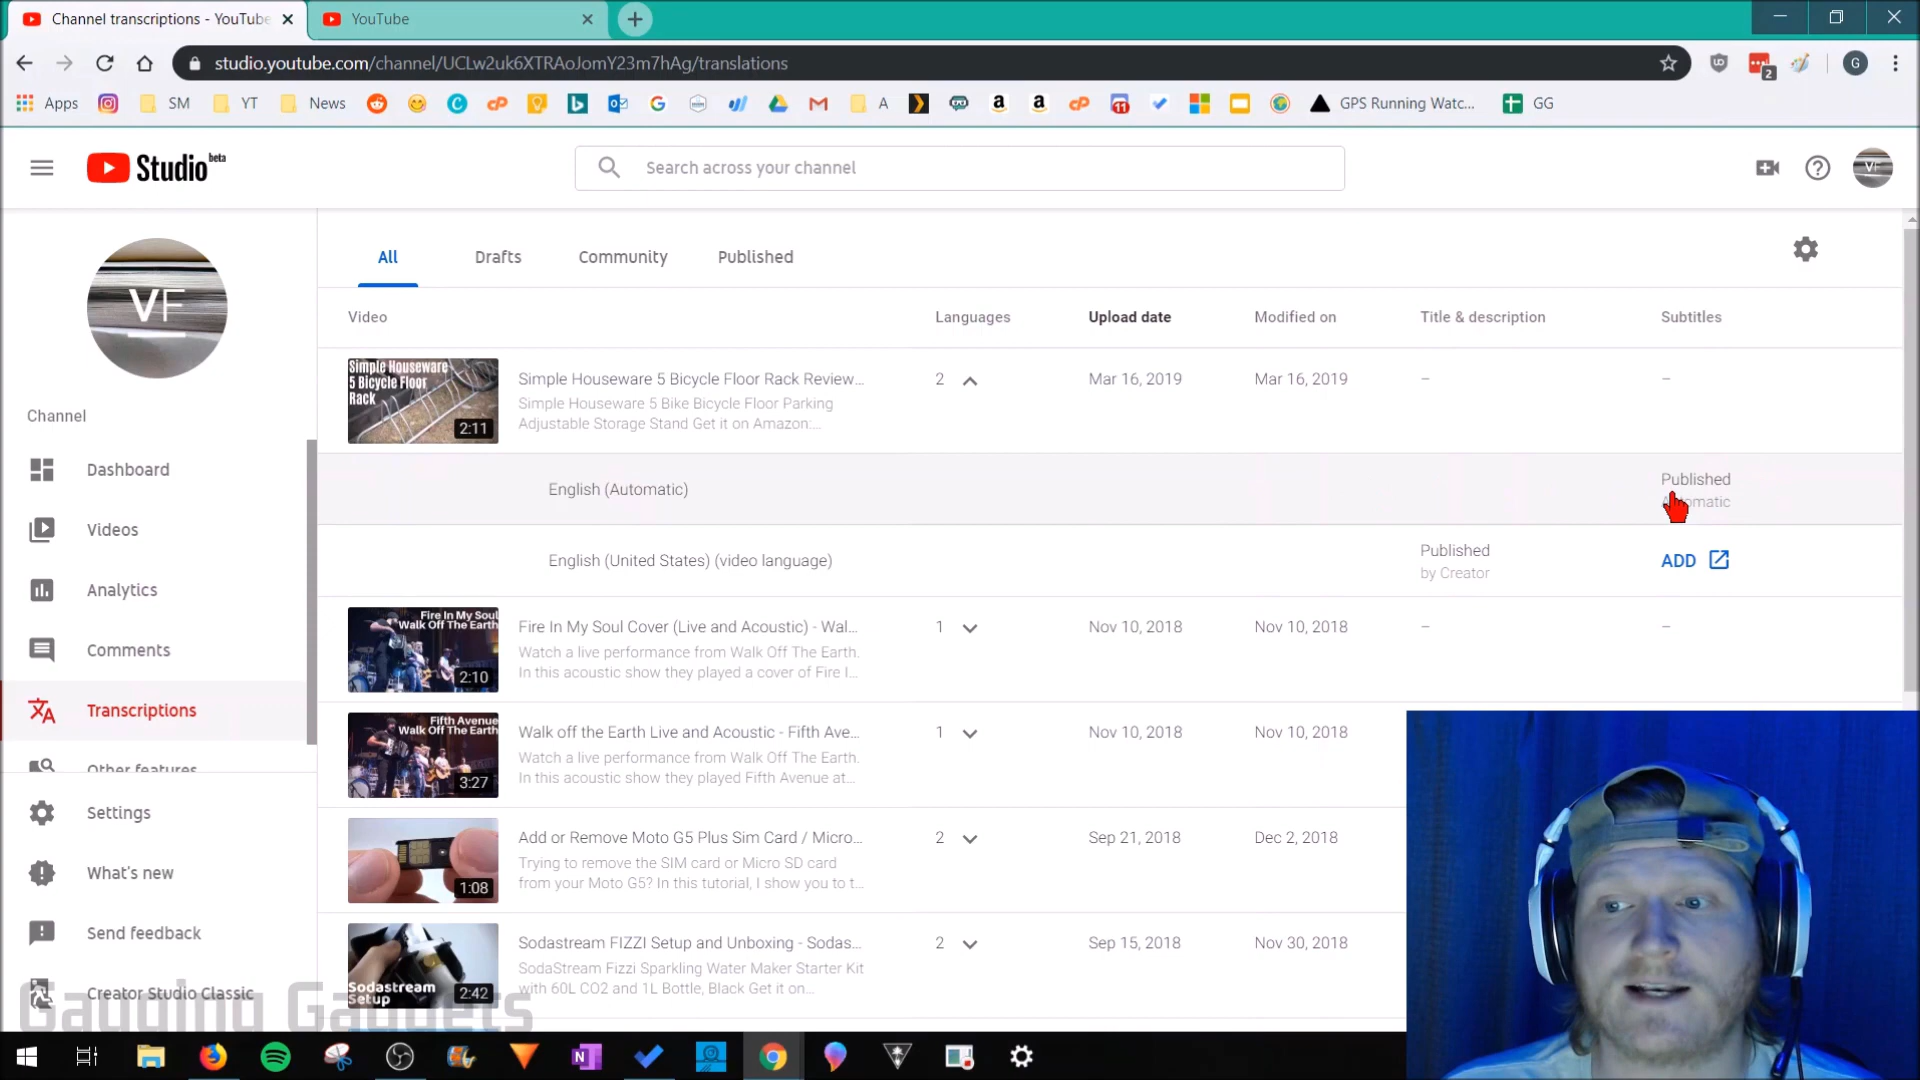 Channel transcriptions - YouTube
YouTube
studio.youtube.com/channel/UCLw2uk6XTRAoJomY23m7hAg/translations
2
G
Apps
SM
YT
News
A
11
GPS Running Watc...
GG
Studio beta
Search across your channel
VF
VF
Channel
Dashboard
Videos
Analytics
Comments
Transcriptions
Other features
Settings
What's new
Send feedback
Creator Studio Classic
All
Drafts
Community
Published
Video
Languages
Upload date
Modified on
Title & description
Subtitles
Simple Houseware
5 Bicycle Floor
Rack
2:11
Simple Houseware 5 Bicycle Floor Rack Review...
Simple Houseware 5 Bike Bicycle Floor Parking
Adjustable Storage Stand Get it on Amazon:...
2
Mar 16, 2019
Mar 16, 2019
–
–
English (Automatic)
Published
Automatic
English (United States) (video language)
Published
by Creator
ADD
Fire In My Soul
Walk Off The Earth
2:10
Fire In My Soul Cover (Live and Acoustic) - Wal...
Watch a live performance from Walk Off The Earth.
In this acoustic show they played a cover of Fire I...
1
Nov 10, 2018
Nov 10, 2018
–
–
Fifth Avenue
Walk Off The Earth
3:27
Walk off the Earth Live and Acoustic - Fifth Ave...
Watch a live performance from Walk Off The Earth.
In this acoustic show they played Fifth Avenue at...
1
Nov 10, 2018
Nov 10, 2018
1:08
Add or Remove Moto G5 Plus Sim Card / Micro...
Trying to remove the SIM card or Micro SD card
from your Moto G5? In this tutorial, I show you to t...
2
Sep 21, 2018
Dec 2, 2018
Sodastream
Setup
2:42
Sodastream FIZZI Setup and Unboxing - Sodas...
SodaStream Fizzi Sparkling Water Maker Starter Kit
with 60L CO2 and 1L Bottle, Black Get it on...
2
Sep 15, 2018
Nov 30, 2018
Gauging Gadgets